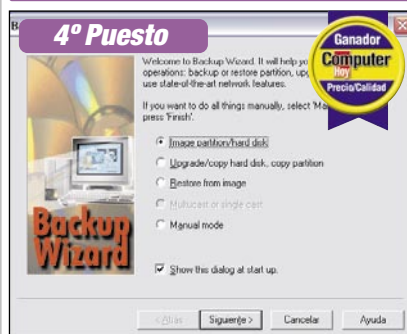 4º Puesto
Ganador
Computer
Hoy
Precio/Calidad
B
Welcome to Backup Wizard. It will help yo
operations: backup or restore partition, upg
use state-of-the-art network features.
If you want to do all things manually, select 'Ma
press 'Finish'.
Image partition/hard disk
Upgrade/copy hard disk, copy partition
Restore from image
Multicast or single cast
Manual mode
Show this dialog at start up.
Backup
Wizard
< Atrás
Siguiente >
Cancelar
Ayuda